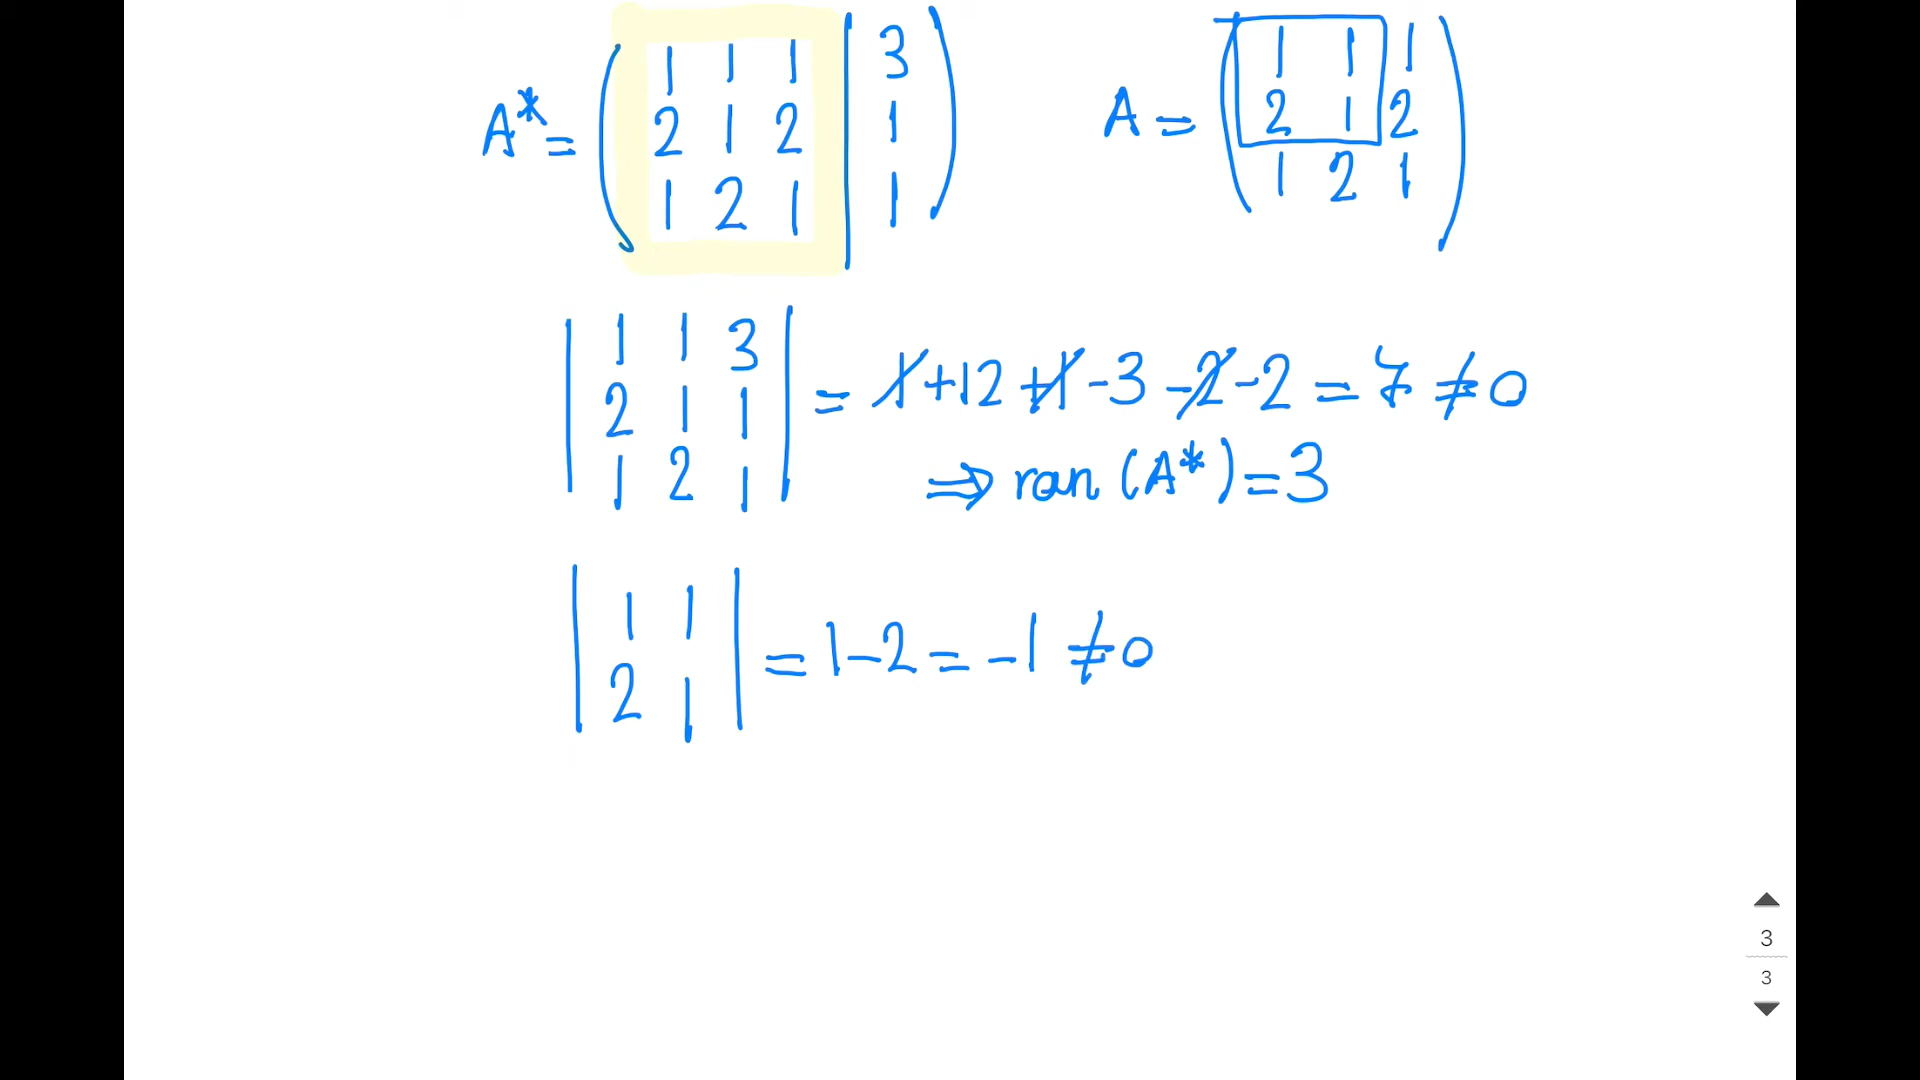 A* = ( 1 1 1 | 3 )
( 2 1 2 | 1 )
( 1 2 1 | 1 )
A = ( 1 1 1 )
( 2 1 2 )
( 1 2 1 )
| 1 1 3 |
| 2 1 1 | = 1 + 12 + 1 - 3 - 2 - 2 = 7 ≠ 0
| 1 2 1 |
⇒ ran (A*) = 3
| 1 1 |
| 2 1 | = 1 - 2 = -1 ≠ 0
3
3